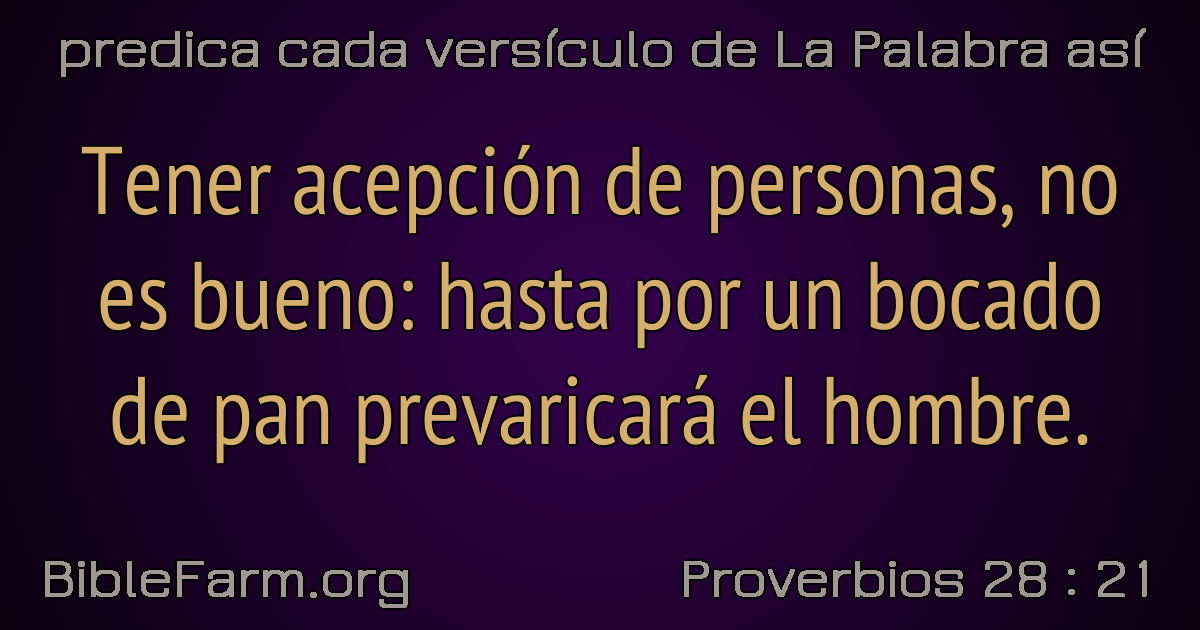 predica cada versículo de La Palabra así
Tener acepción de personas, no
es bueno: hasta por un bocado
de pan prevaricará el hombre.
BibleFarm.org
Proverbios 28 : 21